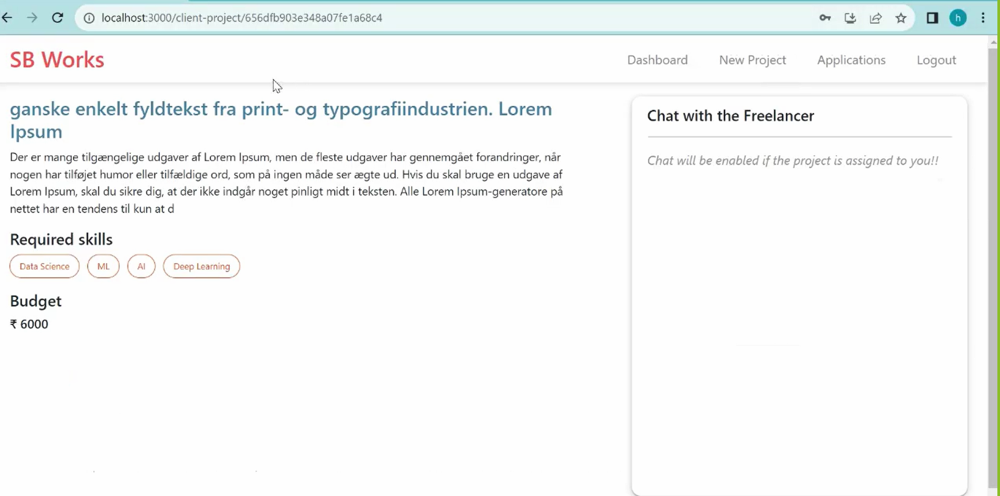 localhost:3000/client-project/656dfb903e348a07fe1a68c4
h
SB Works
Dashboard
New Project
Applications
Logout
ganske enkelt fyldtekst fra print- og typografiindustrien. Lorem
Ipsum
Der er mange tilgængelige udgaver af Lorem Ipsum, men de fleste udgaver har gennemgået forandringer, når
nogen har tilføjet humor eller tilfældige ord, som på ingen måde ser ægte ud. Hvis du skal bruge en udgave af
Lorem Ipsum, skal du sikre dig, at der ikke indgår noget pinligt midt i teksten. Alle Lorem Ipsum-generatore på
nettet har en tendens til kun at d
Required skills
Data Science
ML
AI
Deep Learning
Budget
₹ 6000
Chat with the Freelancer
Chat will be enabled if the project is assigned to you!!